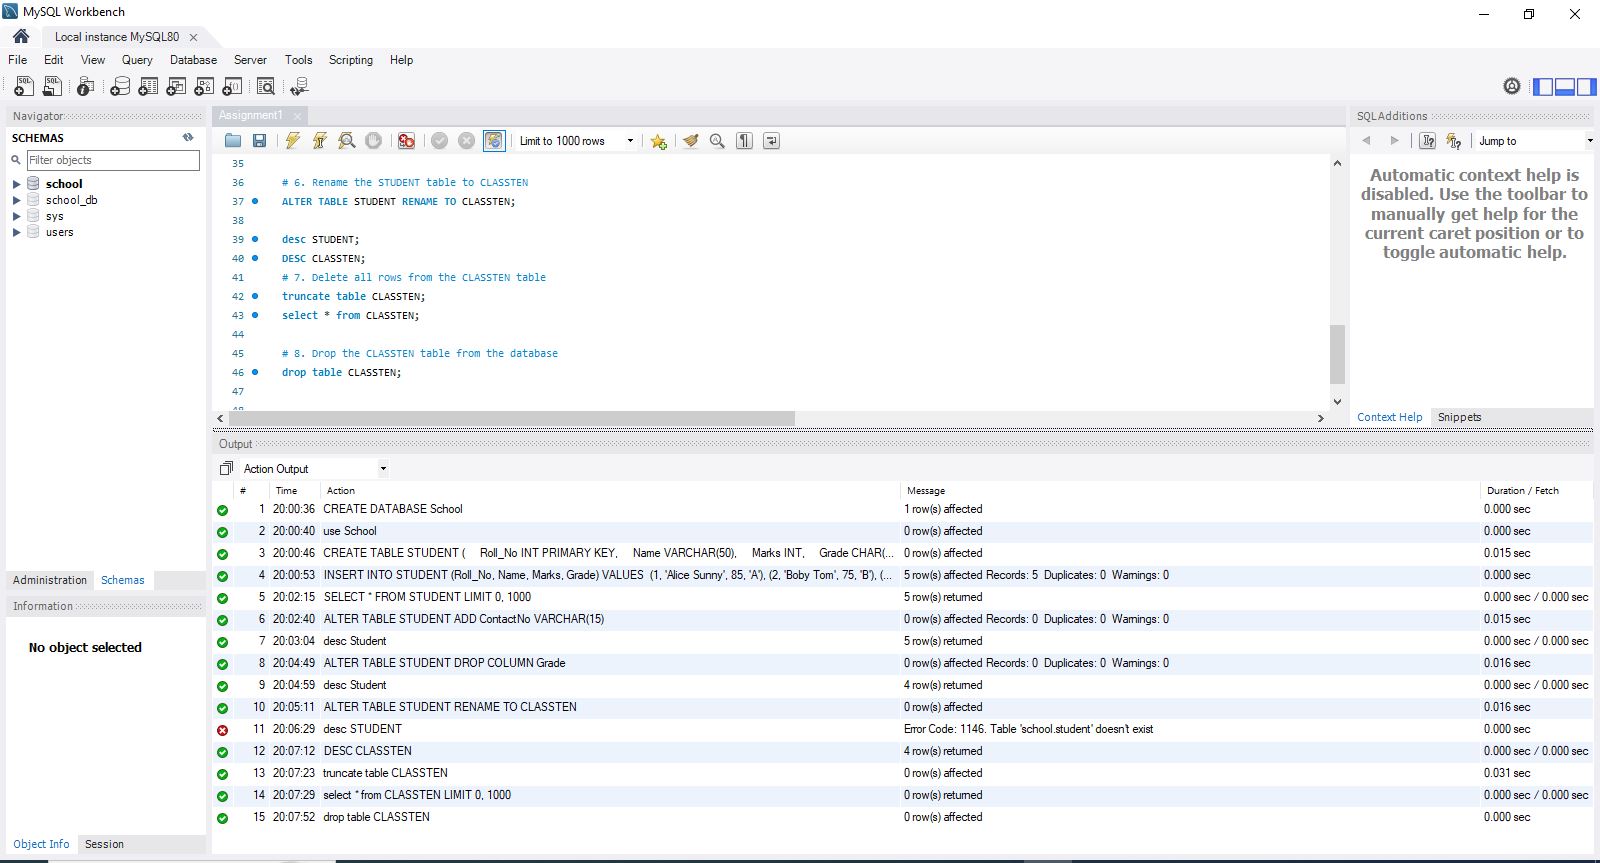 MySQL Workbench
Local instance MySQL80
File Edit View Query Database Server Tools Scripting Help
Navigator
SCHEMAS
Filter objects
school
school_db
sys
users
Administration Schemas
Information
No object selected
Object Info Session
Assignment1
Limit to 1000 rows
35
36 # 6. Rename the STUDENT table to CLASSTEN
37 ALTER TABLE STUDENT RENAME TO CLASSTEN;
38
39 desc STUDENT;
40 DESC CLASSTEN;
41 # 7. Delete all rows from the CLASSTEN table
42 truncate table CLASSTEN;
43 select * from CLASSTEN;
44
45 # 8. Drop the CLASSTEN table from the database
46 drop table CLASSTEN;
47
SQLAdditions
Jump to
Automatic context help is
disabled. Use the toolbar to
manually get help for the
current caret position or to
toggle automatic help.
Context Help Snippets
Output
Action Output
# Time Action Message Duration / Fetch
1 20:00:36 CREATE DATABASE School 1 row(s) affected 0.000 sec
2 20:00:40 use School 0 row(s) affected 0.000 sec
3 20:00:46 CREATE TABLE STUDENT ( Roll_No INT PRIMARY KEY, Name VARCHAR(50), Marks INT, Grade CHAR(... 0 row(s) affected 0.015 sec
4 20:00:53 INSERT INTO STUDENT (Roll_No, Name, Marks, Grade) VALUES (1, 'Alice Sunny', 85, 'A'), (2, 'Boby Tom', 75, 'B'), (... 5 row(s) affected Records: 5 Duplicates: 0 Warnings: 0 0.000 sec
5 20:02:15 SELECT * FROM STUDENT LIMIT 0, 1000 5 row(s) returned 0.000 sec / 0.000 sec
6 20:02:40 ALTER TABLE STUDENT ADD ContactNo VARCHAR(15) 0 row(s) affected Records: 0 Duplicates: 0 Warnings: 0 0.015 sec
7 20:03:04 desc Student 5 row(s) returned 0.000 sec / 0.000 sec
8 20:04:49 ALTER TABLE STUDENT DROP COLUMN Grade 0 row(s) affected Records: 0 Duplicates: 0 Warnings: 0 0.016 sec
9 20:04:59 desc Student 4 row(s) returned 0.000 sec / 0.000 sec
10 20:05:11 ALTER TABLE STUDENT RENAME TO CLASSTEN 0 row(s) affected 0.016 sec
11 20:06:29 desc STUDENT Error Code: 1146. Table 'school.student' doesn't exist 0.000 sec
12 20:07:12 DESC CLASSTEN 4 row(s) returned 0.000 sec / 0.000 sec
13 20:07:23 truncate table CLASSTEN 0 row(s) affected 0.031 sec
14 20:07:29 select * from CLASSTEN LIMIT 0, 1000 0 row(s) returned 0.000 sec / 0.000 sec
15 20:07:52 drop table CLASSTEN 0 row(s) affected 0.000 sec